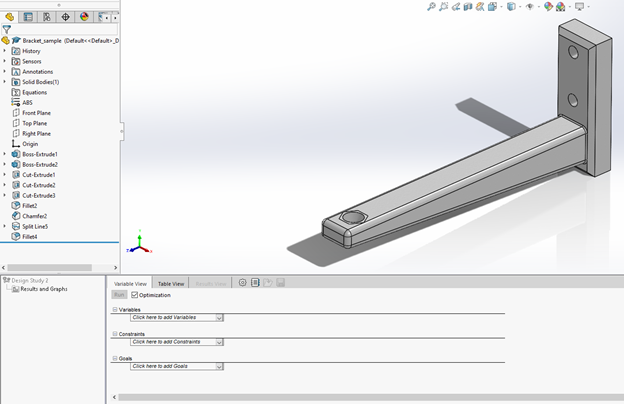 Bracket_sample (Default<<Default>_D
History
Sensors
Annotations
Solid Bodies(1)
Equations
ABS
Front Plane
Top Plane
Right Plane
Origin
Boss-Extrude1
Boss-Extrude2
Cut-Extrude1
Cut-Extrude2
Cut-Extrude3
Fillet2
Chamfer2
Split Line5
Fillet4
Design Study 2
Results and Graphs
Variable View
Table View
Results View
Run
Optimization
Variables
Click here to add Variables
Constraints
Click here to add Constraints
Goals
Click here to add Goals